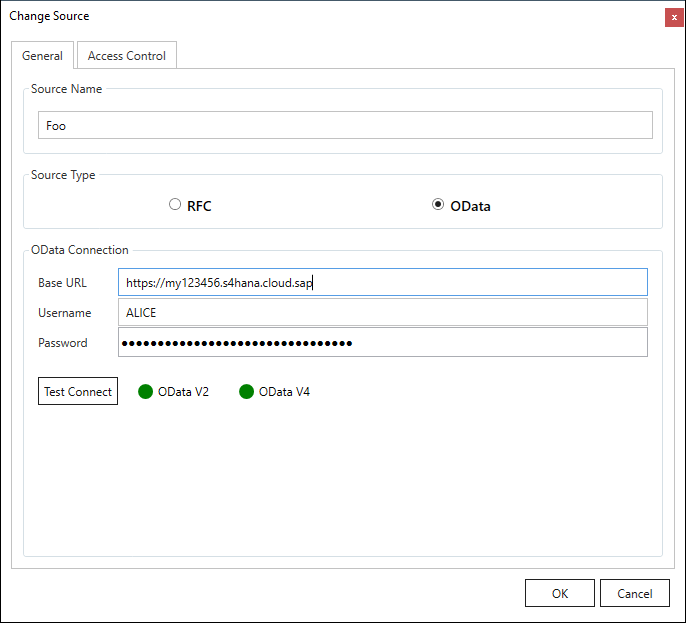 Change Source
x
General
Access Control
Source Name
Foo
Source Type
RFC
OData
OData Connection
Base URL
https://my123456.s4hana.cloud.sap
Username
ALICE
Password
●●●●●●●●●●●●●●●●●●●●●●●●●●●●●●●●
Test Connect
OData V2
OData V4
OK
Cancel